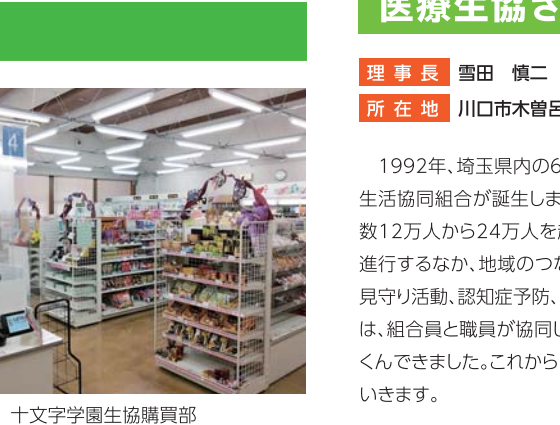 4
十文字学園生協購買部
医療生協さ
理事長 雪田 慎二
所在地 川口市木曽呂
1992年、埼玉県内の6
生活協同組合が誕生しま
数12万人から24万人を
進行するなか、地域のつな
見守り活動、認知症予防、
は、組合員と職員が協同し
くんできました。これから
いきます。